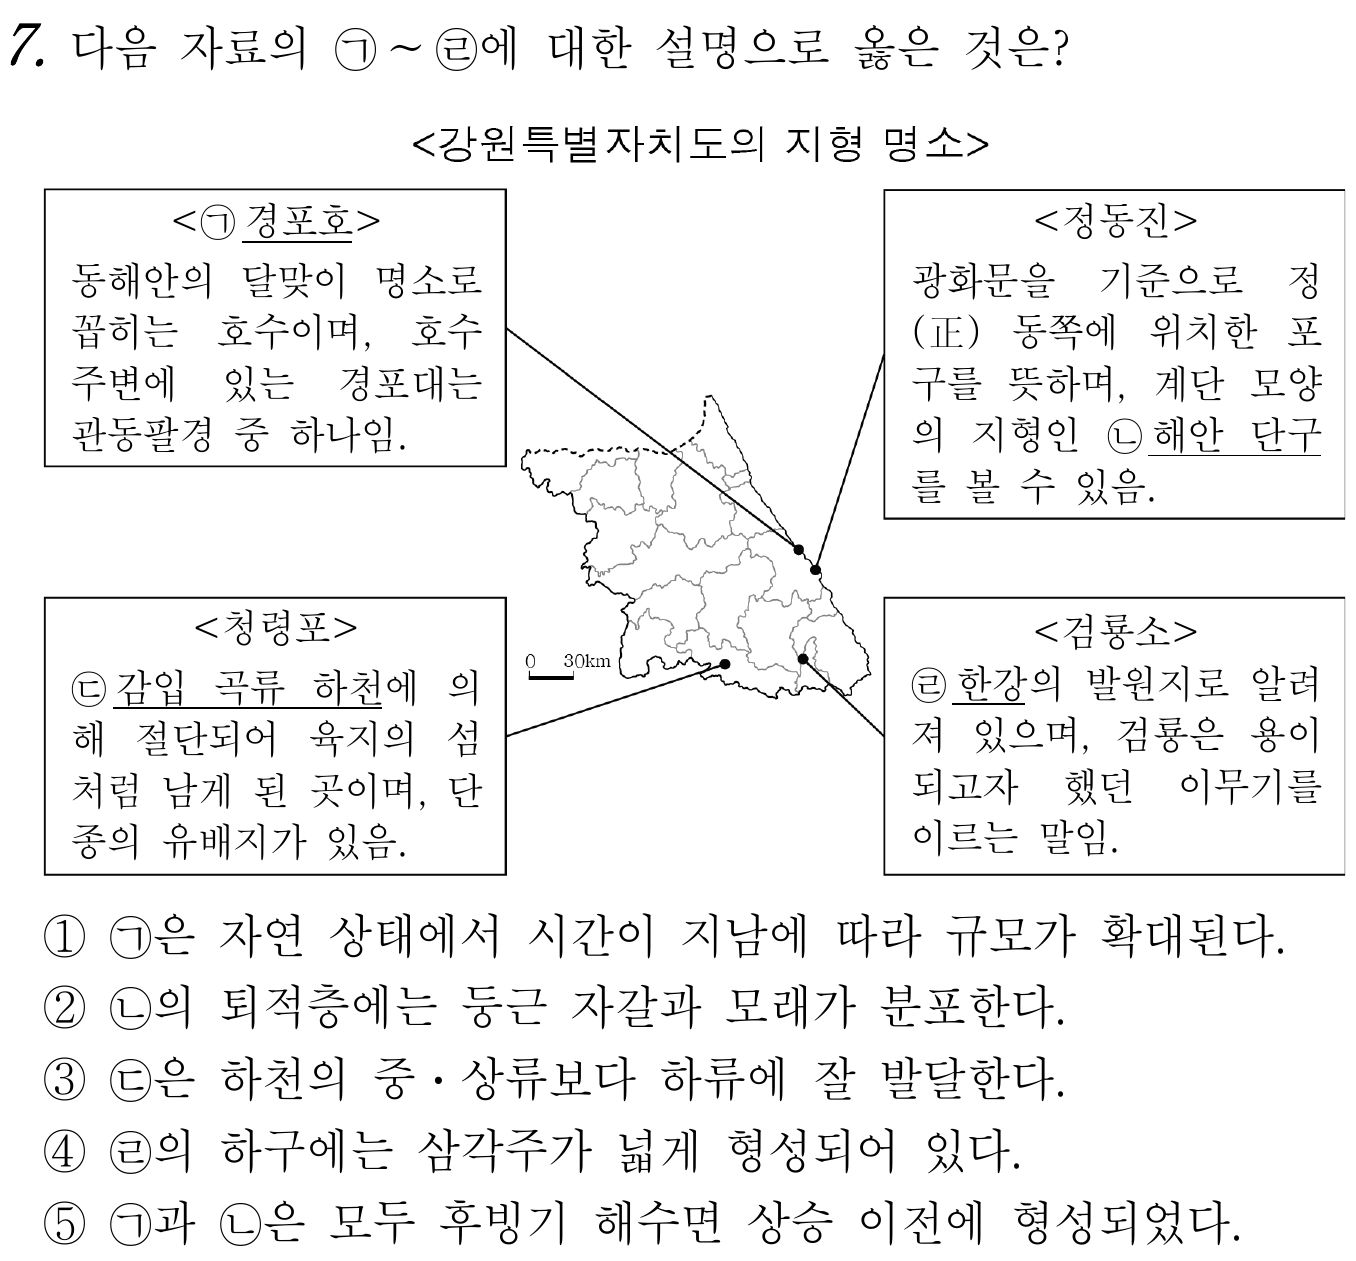 7. 다음 자료의 ㉠~㉣에 대한 설명으로 옳은 것은?
<강원특별자치도의 지형 명소>
<㉠ 경포호>
동해안의 달맞이 명소로
꼽히는 호수이며, 호수
주변에 있는 경포대는
관동팔경 중 하나임.
<정동진>
광화문을 기준으로 정
(正) 동쪽에 위치한 포
구를 뜻하며, 계단 모양
의 지형인 ㉡ 해안 단구
를 볼 수 있음.
<청령포>
㉢ 감입 곡류 하천에 의
해 절단되어 육지의 섬
처럼 남게 된 곳이며, 단
종의 유배지가 있음.
0 30km
<검룡소>
㉣ 한강의 발원지로 알려
져 있으며, 검룡은 용이
되고자 했던 이무기를
이르는 말임.
① ㉠은 자연 상태에서 시간이 지남에 따라 규모가 확대된다.
② ㉡의 퇴적층에는 둥근 자갈과 모래가 분포한다.
③ ㉢은 하천의 중·상류보다 하류에 잘 발달한다.
④ ㉣의 하구에는 삼각주가 넓게 형성되어 있다.
⑤ ㉠과 ㉡은 모두 후빙기 해수면 상승 이전에 형성되었다.